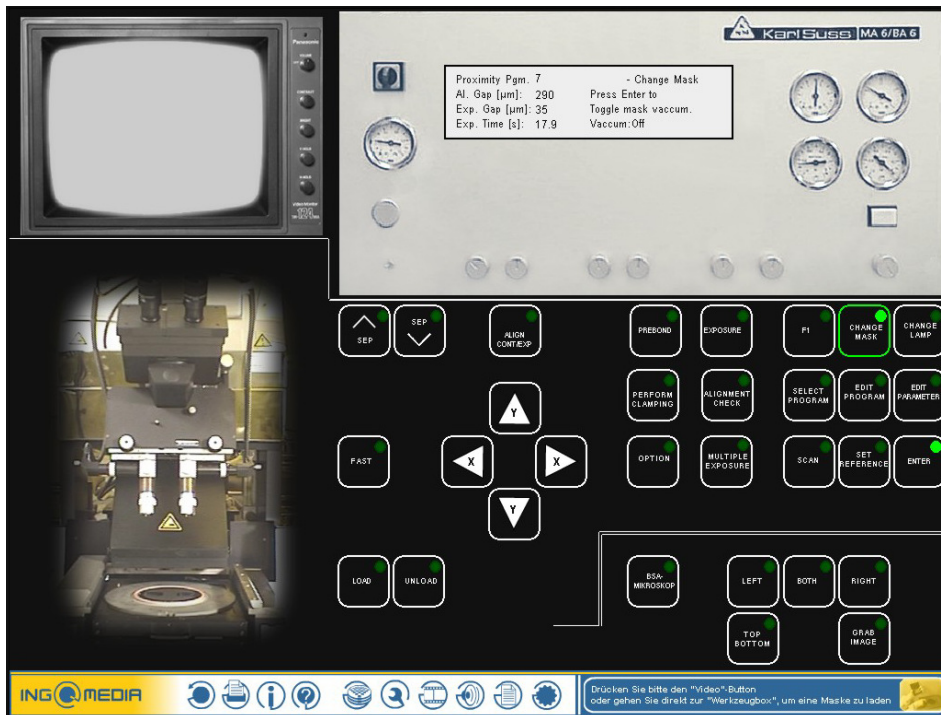 Panasonic
Karl Suss MA 6/BA 6
Proximity Pgm. 7 - Change Mask
Al. Gap [µm]: 290 Press Enter to
Exp. Gap [µm]: 35 Toggle mask vaccum.
Exp. Time [s]: 17.9 Vaccum:Off
SEP
SEP
ALIGN
CONT/EXP
PREBOND
EXPOSURE
F1
CHANGE
MASK
CHANGE
LAMP
PERFORM
CLAMPING
ALIGNMENT
CHECK
SELECT
PROGRAM
EDIT
PROGRAM
EDIT
PARAMETER
Y
FAST
X
X
OPTION
MULTIPLE
EXPOSURE
SCAN
SET
REFERENCE
ENTER
Y
LOAD
UNLOAD
BSA-
MIKROSKOP
LEFT
BOTH
RIGHT
TOP
BOTTOM
GRAB
IMAGE
ING MEDIA
Drücken Sie bitte den "Video"-Button
oder gehen Sie direkt zur "Werkzeugbox", um eine Maske zu laden